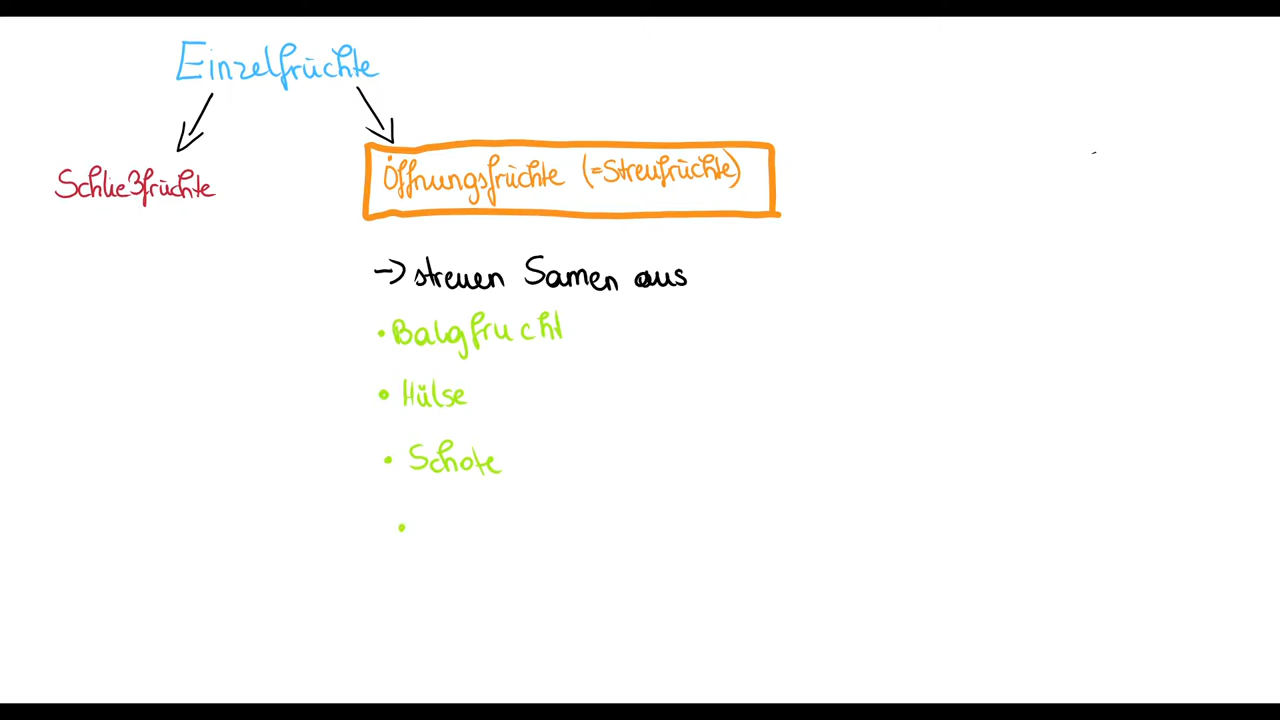 Einzelfrüchte
Schließfrüchte
Öffnungsfrüchte (=Streufrüchte)
→ streuen Samen aus
• Balgfrucht
• Hülse
• Schote
•